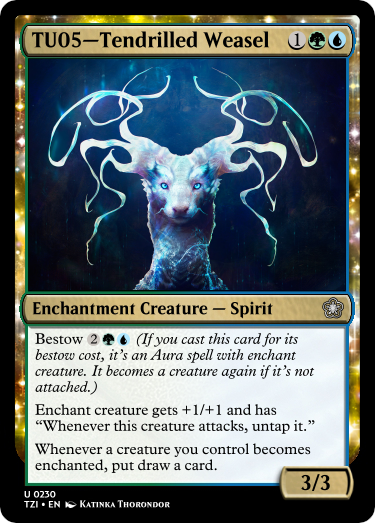 TU05—Tendrilled Weasel 1
Enchantment Creature — Spirit
Bestow 2 (If you cast this card for its
bestow cost, it's an Aura spell with enchant
creature. It becomes a creature again if it's not
attached.)
Enchant creature gets +1/+1 and has
“Whenever this creature attacks, untap it.”
Whenever a creature you control becomes
enchanted, put draw a card.
3/3
U 0230
TZI • EN Katinka Thorondor